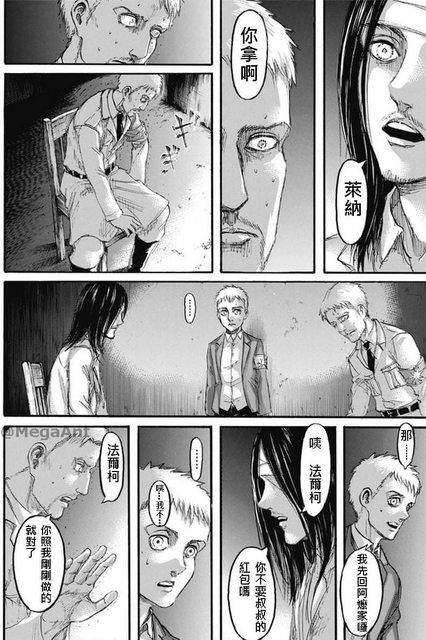 萊納
你拿啊
……
那……
我先回阿嬤家囉
咦 法爾柯
你不要叔叔的
紅包嗎
咦…我不…
法爾柯
你照我剛剛做的
就對了
@MegaAnt